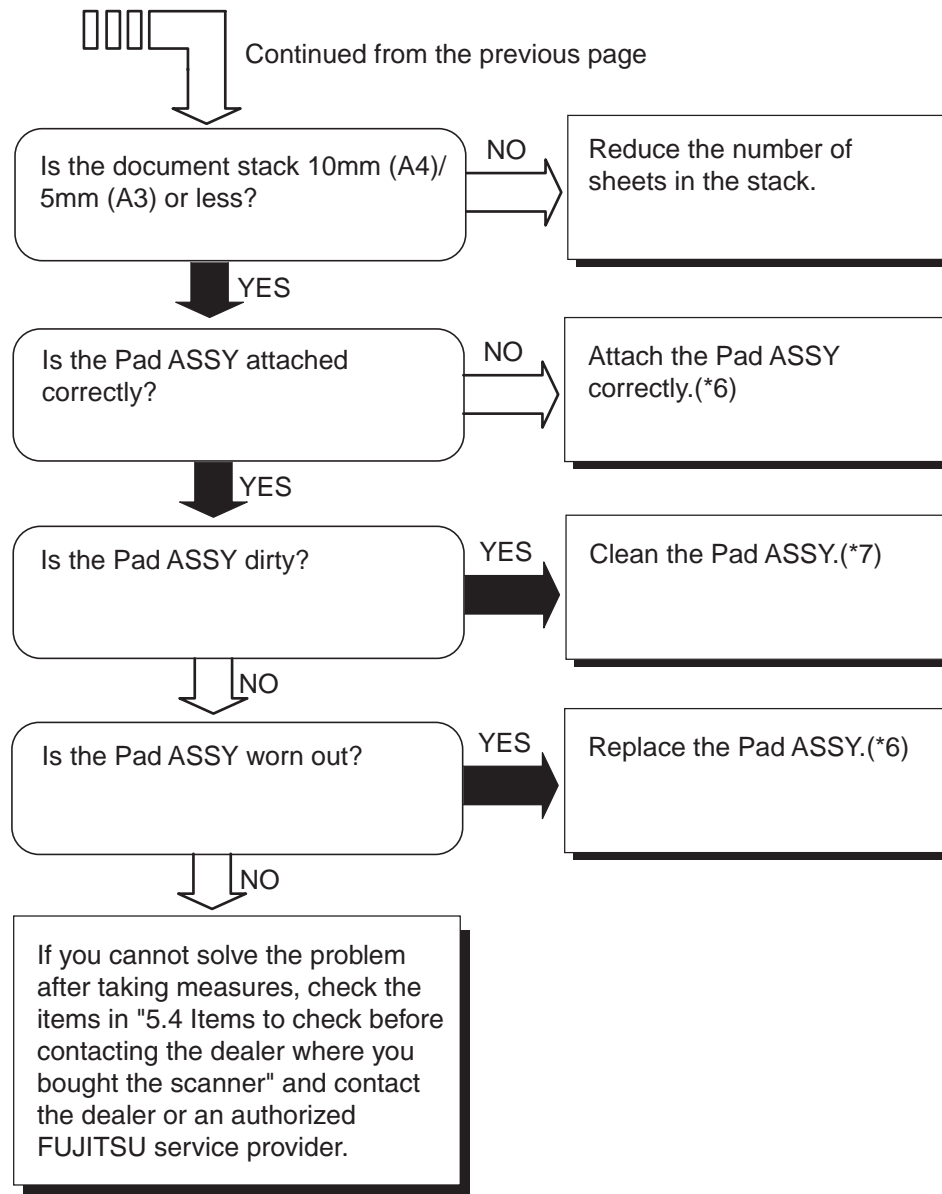 Continued from the previous page
Is the document stack 10mm (A4)/
5mm (A3) or less?
NO
Reduce the number of
sheets in the stack.
YES
Is the Pad ASSY attached
correctly?
NO
Attach the Pad ASSY
correctly.(*6)
YES
Is the Pad ASSY dirty?
YES
Clean the Pad ASSY.(*7)
NO
Is the Pad ASSY worn out?
YES
Replace the Pad ASSY.(*6)
NO
If you cannot solve the problem
after taking measures, check the
items in "5.4 Items to check before
contacting the dealer where you
bought the scanner" and contact
the dealer or an authorized
FUJITSU service provider.